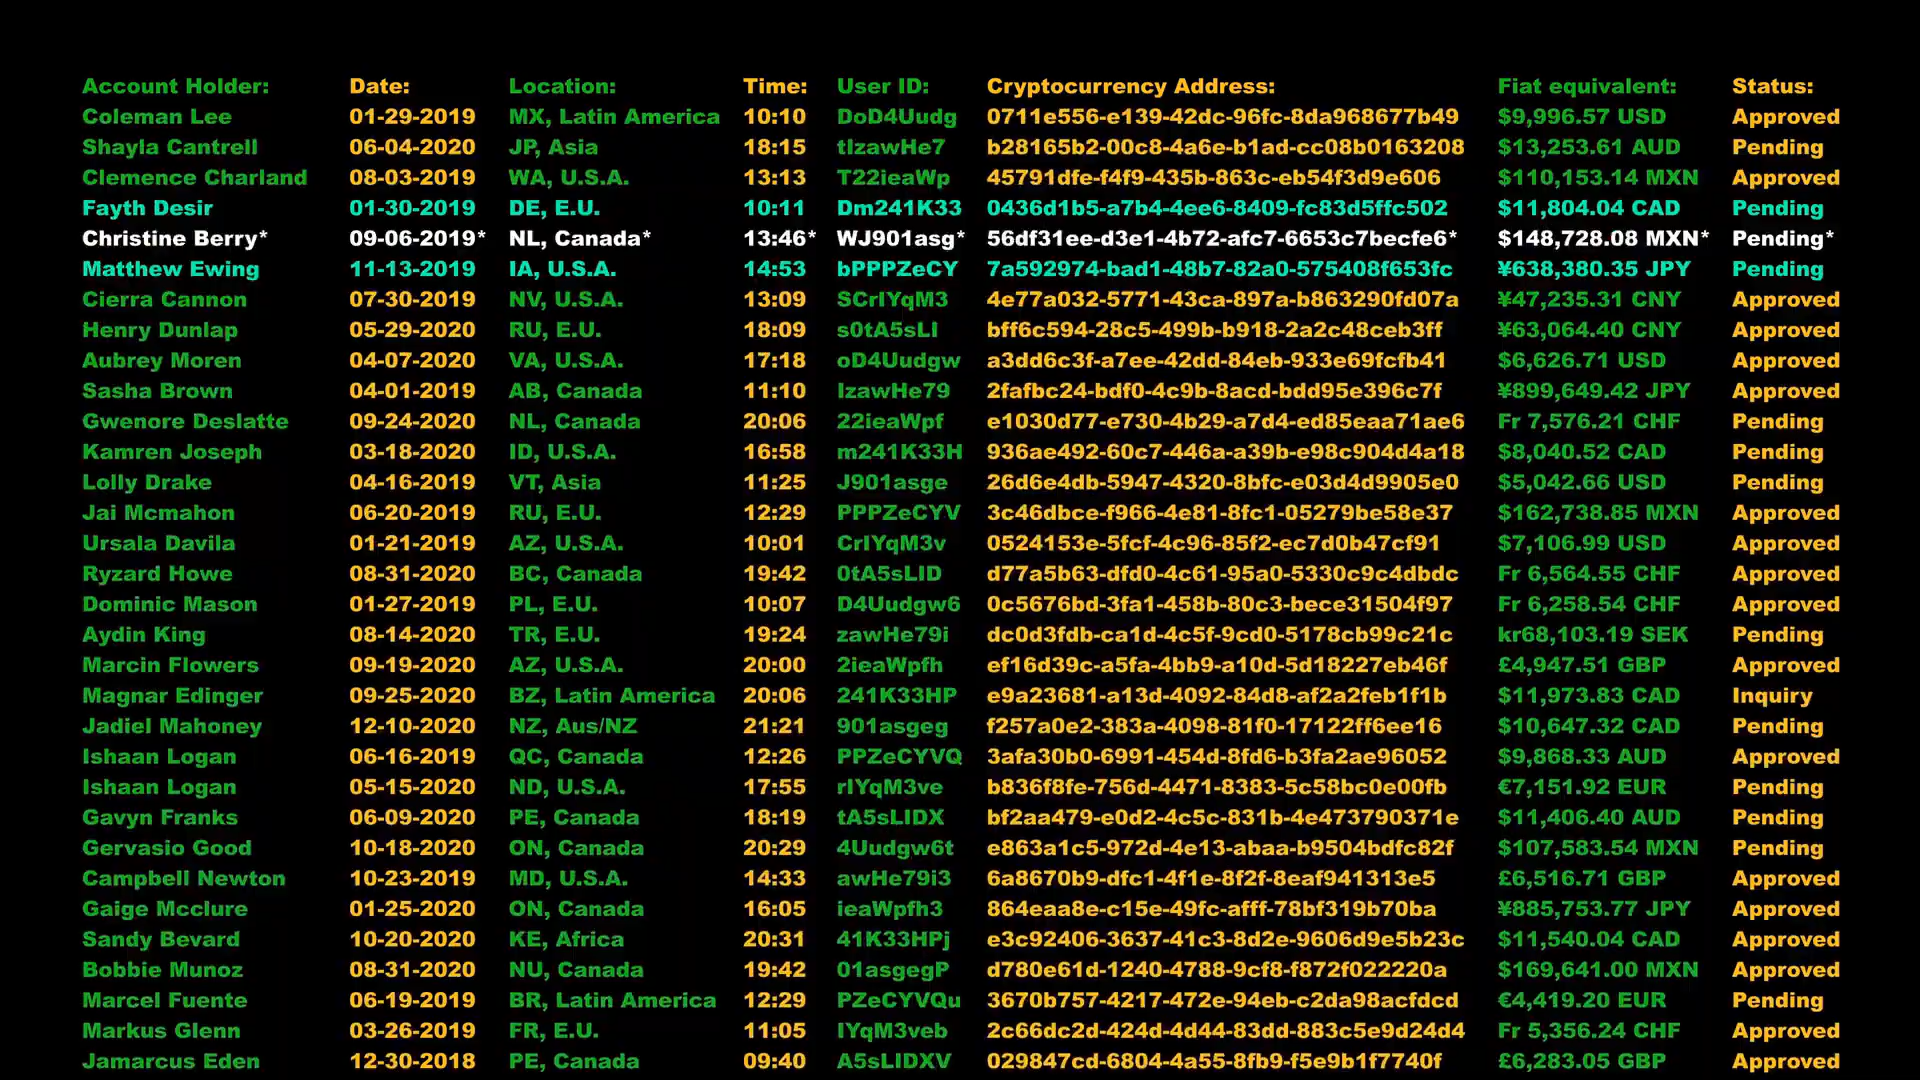 Account Holder: Date: Location: Time: User ID: Cryptocurrency Address: Fiat equivalent: Status:
Coleman Lee 01-29-2019 MX, Latin America 10:10 DoD4Uudg 0711e556-e139-42dc-96fc-8da968677b49 $9,996.57 USD Approved
Shayla Cantrell 06-04-2020 JP, Asia 18:15 tIzawHe7 b28165b2-00c8-4a6e-b1ad-cc08b0163208 $13,253.61 AUD Pending
Clemence Charland 08-03-2019 WA, U.S.A. 13:13 T22ieaWp 45791dfe-f4f9-435b-863c-eb54f3d9e606 $110,153.14 MXN Approved
Fayth Desir 01-30-2019 DE, E.U. 10:11 Dm241K33 0436d1b5-a7b4-4ee6-8409-fc83d5ffc502 $11,804.04 CAD Pending
Christine Berry* 09-06-2019* NL, Canada* 13:46* WJ901asg* 56df31ee-d3e1-4b72-afc7-6653c7becfe6* $148,728.08 MXN* Pending*
Matthew Ewing 11-13-2019 IA, U.S.A. 14:53 bPPPZeCY 7a592974-bad1-48b7-82a0-575408f653fc ¥638,380.35 JPY Pending
Cierra Cannon 07-30-2019 NV, U.S.A. 13:09 SCrIYqM3 4e77a032-5771-43ca-897a-b863290fd07a ¥47,235.31 CNY Approved
Henry Dunlap 05-29-2020 RU, E.U. 18:09 s0tA5sLI bff6c594-28c5-499b-b918-2a2c48ceb3ff ¥63,064.40 CNY Approved
Aubrey Moren 04-07-2020 VA, U.S.A. 17:18 oD4Uudgw a3dd6c3f-a7ee-42dd-84eb-933e69fcfb41 $6,626.71 USD Approved
Sasha Brown 04-01-2019 AB, Canada 11:10 IzawHe79 2fafbc24-bdf0-4c9b-8acd-bdd95e396c7f ¥899,649.42 JPY Approved
Gwenore Deslatte 09-24-2020 NL, Canada 20:06 22ieaWpf e1030d77-e730-4b29-a7d4-ed85eaa71ae6 Fr 7,576.21 CHF Pending
Kamren Joseph 03-18-2020 ID, U.S.A. 16:58 m241K33H 936ae492-60c7-446a-a39b-e98c904d4a18 $8,040.52 CAD Pending
Lolly Drake 04-16-2019 VT, Asia 11:25 J901asge 26d6e4db-5947-4320-8bfc-e03d4d9905e0 $5,042.66 USD Pending
Jai Mcmahon 06-20-2019 RU, E.U. 12:29 PPPZeCYV 3c46dbce-f966-4e81-8fc1-05279be58e37 $162,738.85 MXN Approved
Ursala Davila 01-21-2019 AZ, U.S.A. 10:01 CrIYqM3v 0524153e-5fcf-4c96-85f2-ec7d0b47cf91 $7,106.99 USD Approved
Ryzard Howe 08-31-2020 BC, Canada 19:42 0tA5sLID d77a5b63-dfd0-4c61-95a0-5330c9c4dbdc Fr 6,564.55 CHF Approved
Dominic Mason 01-27-2019 PL, E.U. 10:07 D4Uudgw6 0c5676bd-3fa1-458b-80c3-bece31504f97 Fr 6,258.54 CHF Approved
Aydin King 08-14-2020 TR, E.U. 19:24 zawHe79i dc0d3fdb-ca1d-4c5f-9cd0-5178cb99c21c kr68,103.19 SEK Pending
Marcin Flowers 09-19-2020 AZ, U.S.A. 20:00 2ieaWpfh ef16d39c-a5fa-4bb9-a10d-5d18227eb46f £4,947.51 GBP Approved
Magnar Edinger 09-25-2020 BZ, Latin America 20:06 241K33HP e9a23681-a13d-4092-84d8-af2a2feb1f1b $11,973.83 CAD Inquiry
Jadiel Mahoney 12-10-2020 NZ, Aus/NZ 21:21 901asgeg f257a0e2-383a-4098-81f0-17122ff6ee16 $10,647.32 CAD Pending
Ishaan Logan 06-16-2019 QC, Canada 12:26 PPZeCYVQ 3afa30b0-6991-454d-8fd6-b3fa2ae96052 $9,868.33 AUD Approved
Ishaan Logan 05-15-2020 ND, U.S.A. 17:55 rIYqM3ve b836f8fe-756d-4471-8383-5c58bc0e00fb €7,151.92 EUR Pending
Gavyn Franks 06-09-2020 PE, Canada 18:19 tA5sLIDX bf2aa479-e0d2-4c5c-831b-4e473790371e $11,406.40 AUD Pending
Gervasio Good 10-18-2020 ON, Canada 20:29 4Uudgw6t e863a1c5-972d-4e13-abaa-b9504bdfc82f $107,583.54 MXN Pending
Campbell Newton 10-23-2019 MD, U.S.A. 14:33 awHe79i3 6a8670b9-dfc1-4f1e-8f2f-8eaf941313e5 £6,516.71 GBP Approved
Gaige Mcclure 01-25-2020 ON, Canada 16:05 ieaWpfh3 864eaa8e-c15e-49fc-afff-78bf319b70ba ¥885,753.77 JPY Approved
Sandy Bevard 10-20-2020 KE, Africa 20:31 41K33HPj e3c92406-3637-41c3-8d2e-9606d9e5b23c $11,540.04 CAD Approved
Bobbie Munoz 08-31-2020 NU, Canada 19:42 01asgegP d780e61d-1240-4788-9cf8-f872f022220a $169,641.00 MXN Approved
Marcel Fuente 06-19-2019 BR, Latin America 12:29 PZeCYVQu 3670b757-4217-472e-94eb-c2da98acfdcd €4,419.20 EUR Pending
Markus Glenn 03-26-2019 FR, E.U. 11:05 IYqM3veb 2c66dc2d-424d-4d44-83dd-883c5e9d24d4 Fr 5,356.24 CHF Approved
Jamarcus Eden 12-30-2018 PE, Canada 09:40 A5sLIDXV 029847cd-6804-4a55-8fb9-f5e9b1f7740f £6,283.05 GBP Approved